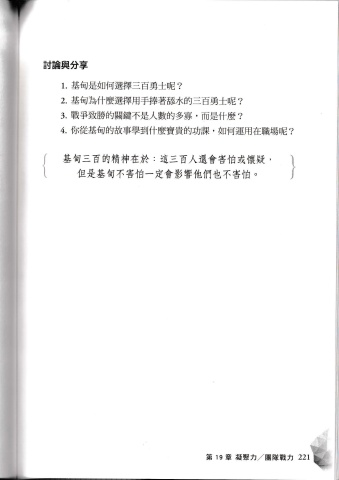 討論與分享
1. 基甸是如何選擇三百勇士呢？
2. 基甸為什麼選擇用手捧著舔水的三百勇士呢？
3. 戰爭致勝的關鍵不是人數的多寡，而是什麼？
4. 你從基甸的故事學到什麼寶貴的功課，如何運用在職場呢？
基甸三百的精神在於：這三百人還會害怕或懷疑，
但是基甸不害怕一定會影響他們也不害怕。
第 19 章 凝聚力／團隊戰力 221